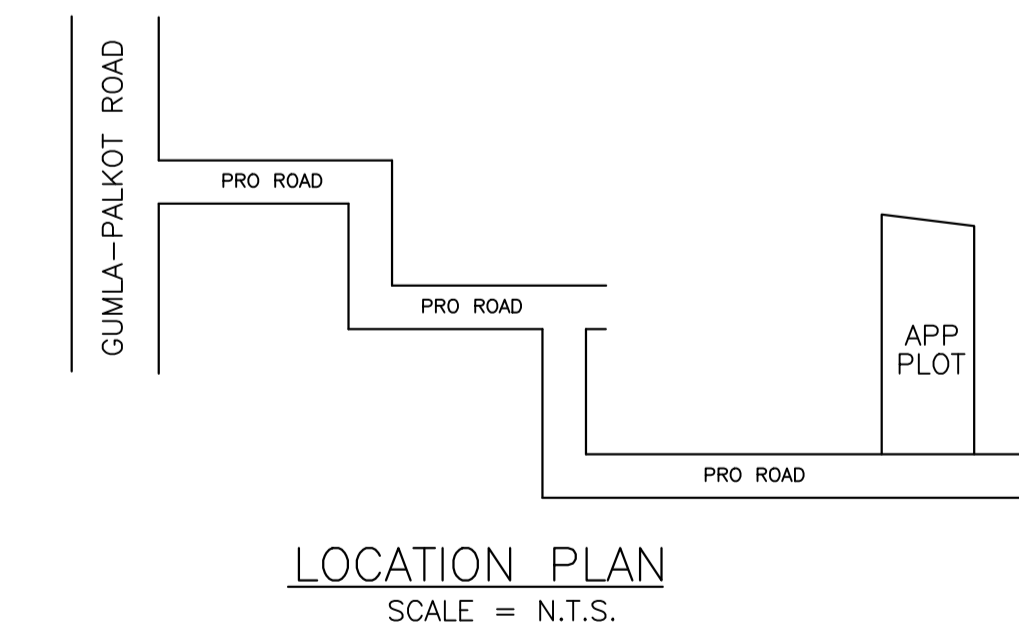 GUMLA-PALKOT ROAD
PRO ROAD
PRO ROAD
APP
PLOT
PRO ROAD
LOCATION PLAN
SCALE = N.T.S.